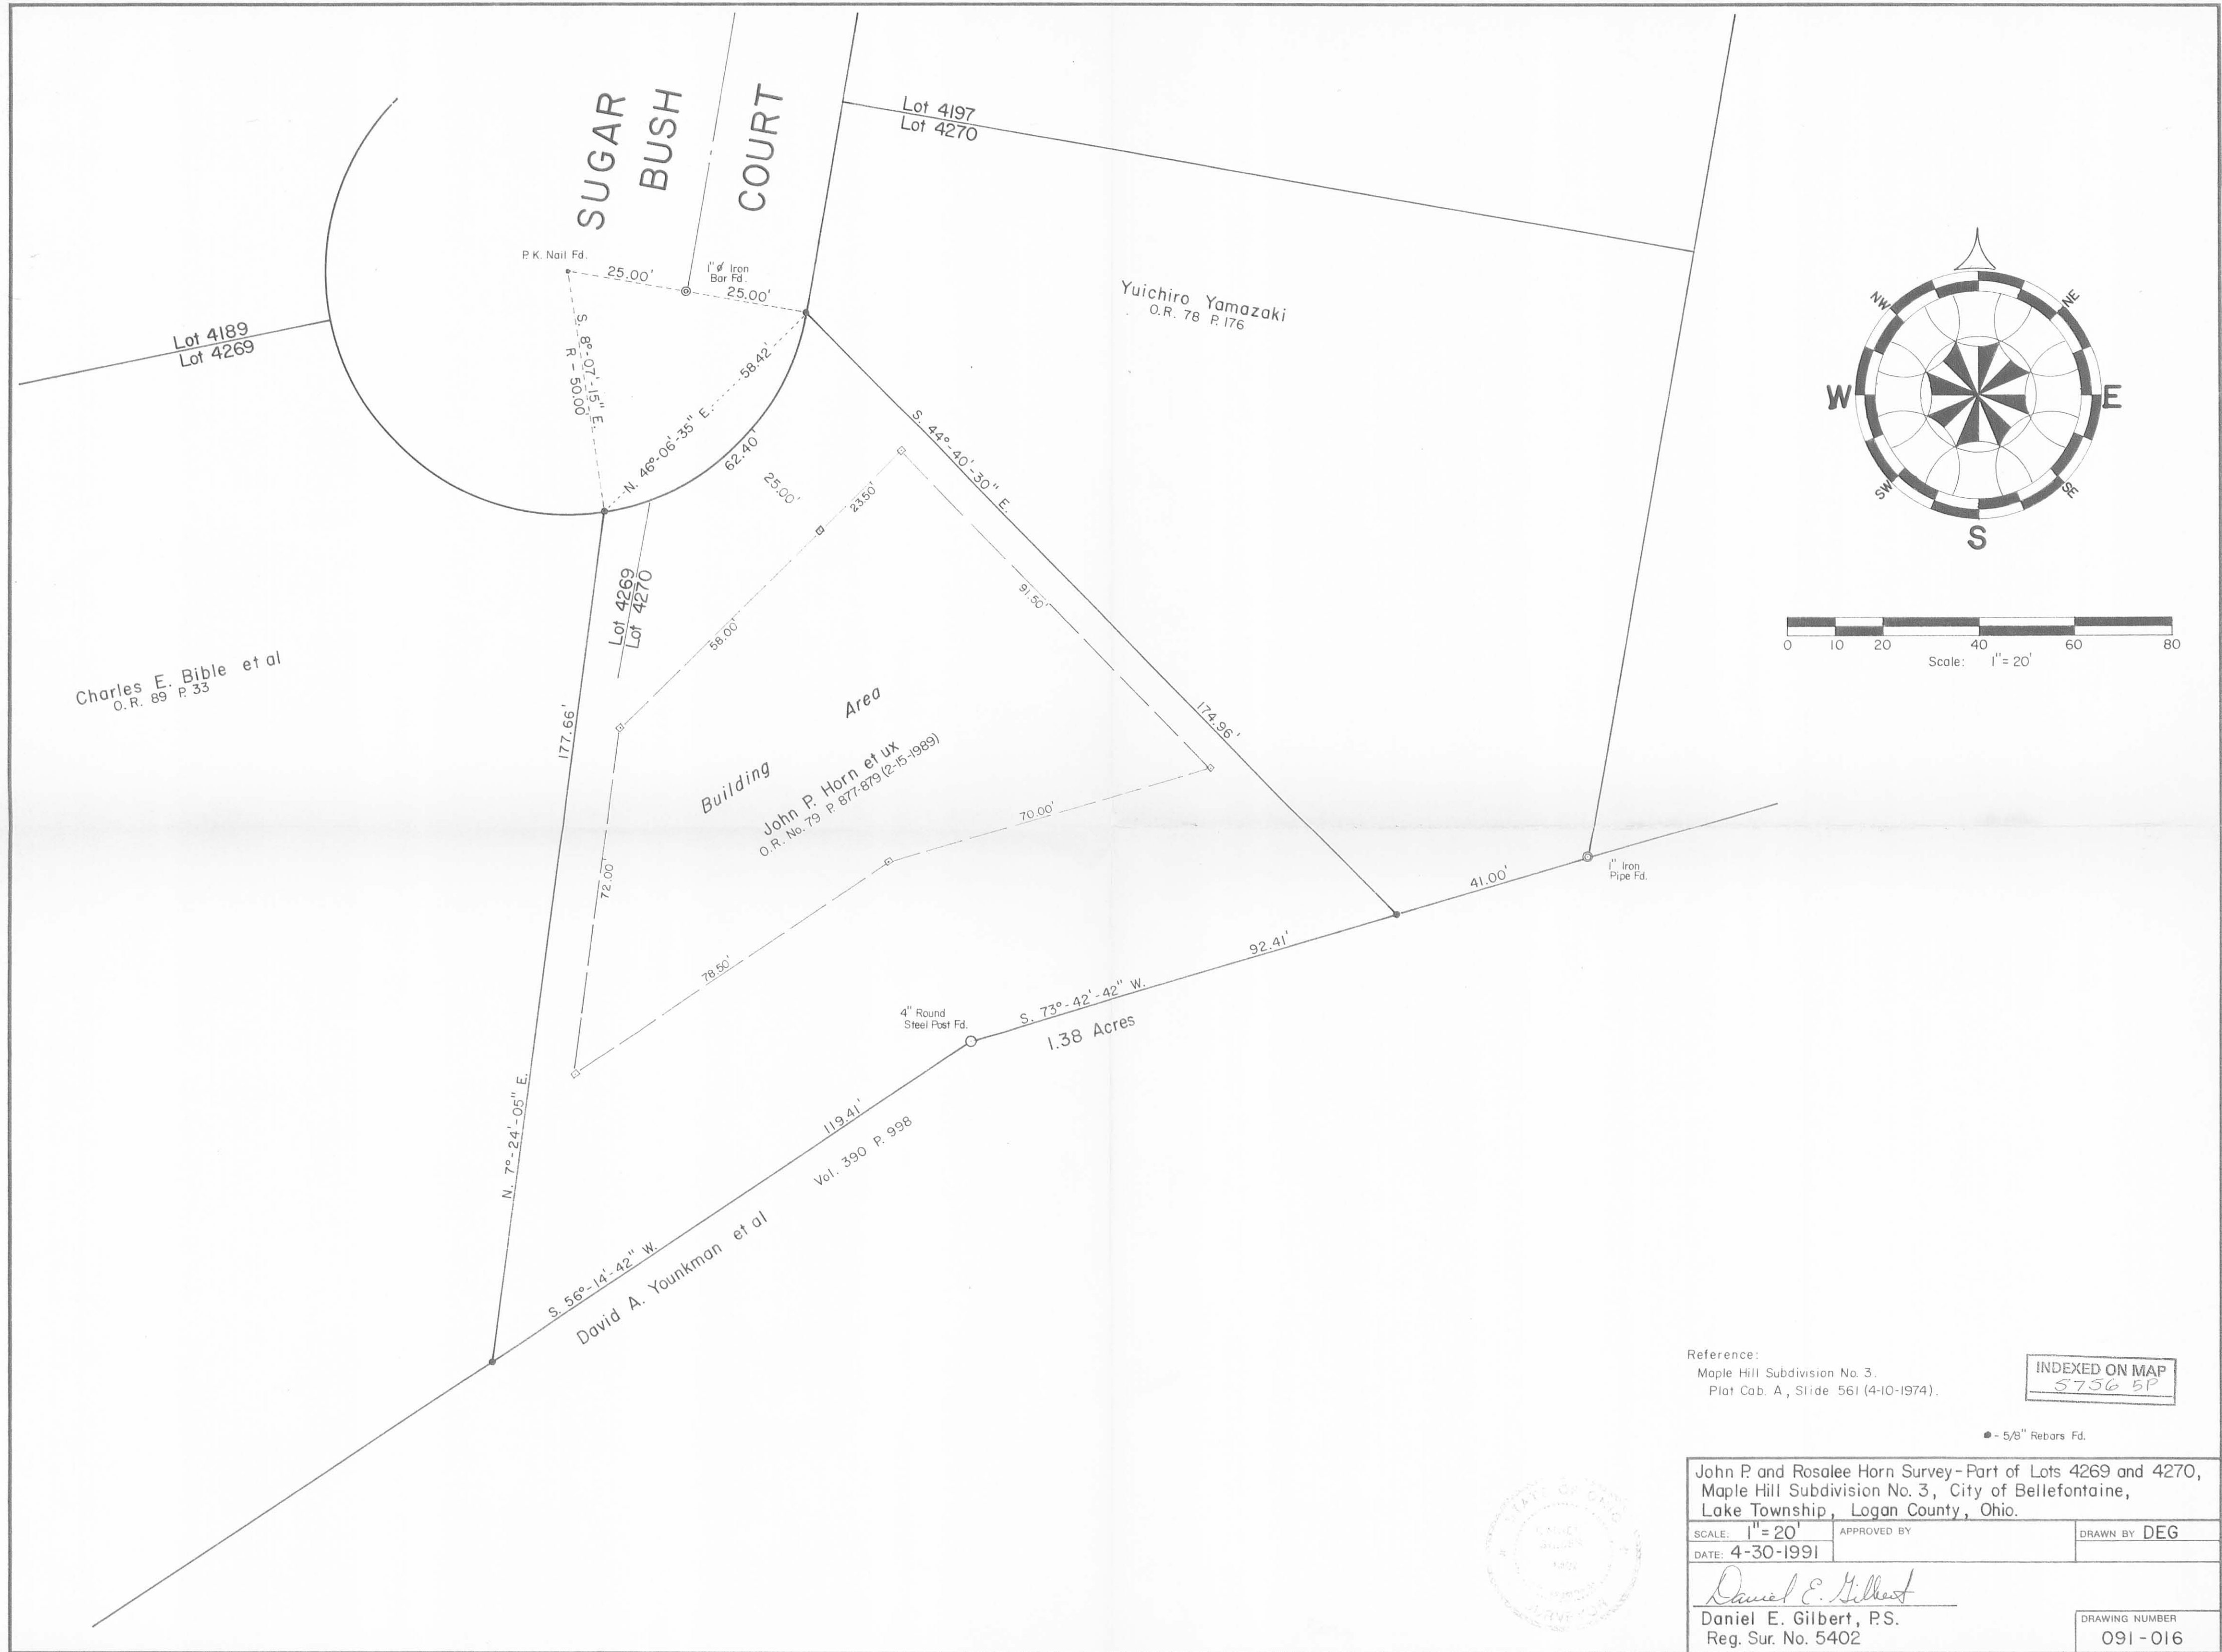 SUGAR
BUSH
COURT
Lot 4197
Lot 4270
P.K. Nail Fd.
25.00'
1" ø Iron
Bar Fd.
25.00'
Yuichiro Yamazaki
O.R. 78 P. 176
Lot 4189
Lot 4269
S. 8°-07'-15" E.
R - 50.00'
N. 46°-06'-35" E.
58.42'
62.40'
25.00'
S. 44°-40'-30" E.
174.96'
23.50'
58.00'
91.50'
Lot 4269
Lot 4270
Charles E. Bible et al
O.R. 89 P. 33
177.66'
N. 7°-24'-05" E.
Building Area
John P. Horn et ux
O.R. No. 79 P. 877-879 (2-15-1989)
72.00'
70.00'
78.50'
41.00'
1" Iron
Pipe Fd.
92.41'
S. 73°-42'-42" W.
1.38 Acres
4" Round
Steel Post Fd.
119.41'
S. 56°-14'-42" W.
David A. Younkman et al
Vol. 390 P. 998
NW
NE
W
E
SW
SE
S
0 10 20 40 60 80
Scale: 1" = 20'
Reference:
Maple Hill Subdivision No. 3.
Plat Cab. A, Slide 561 (4-10-1974).
INDEXED ON MAP
5756 5P
- 5/8" Rebars Fd.
John P. and Rosalee Horn Survey - Part of Lots 4269 and 4270,
Maple Hill Subdivision No. 3, City of Bellefontaine,
Lake Township, Logan County, Ohio.
SCALE: 1" = 20'
APPROVED BY
DRAWN BY DEG
DATE: 4-30-1991
Daniel E. Gilbert
Daniel E. Gilbert, P.S.
Reg. Sur. No. 5402
DRAWING NUMBER
091-016
STATE OF OHIO